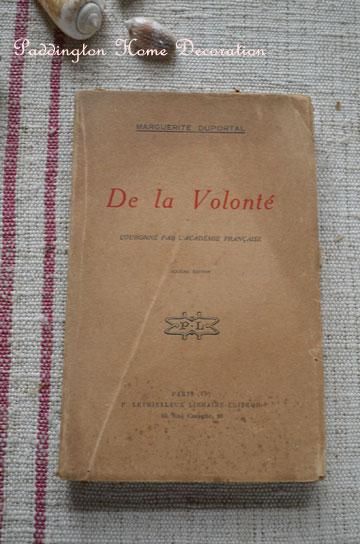 Paddington Home Decoration
MARGUERITE DUPORTAL
De la Volonté
COURONNÉ PAR L'ACADÉMIE FRANÇAISE
ÉDITION
P.L.
PARIS (VIe)
P. LETHIELLEUX, LIBRAIRE-ÉDITEUR
10, Rue Cassette, 10